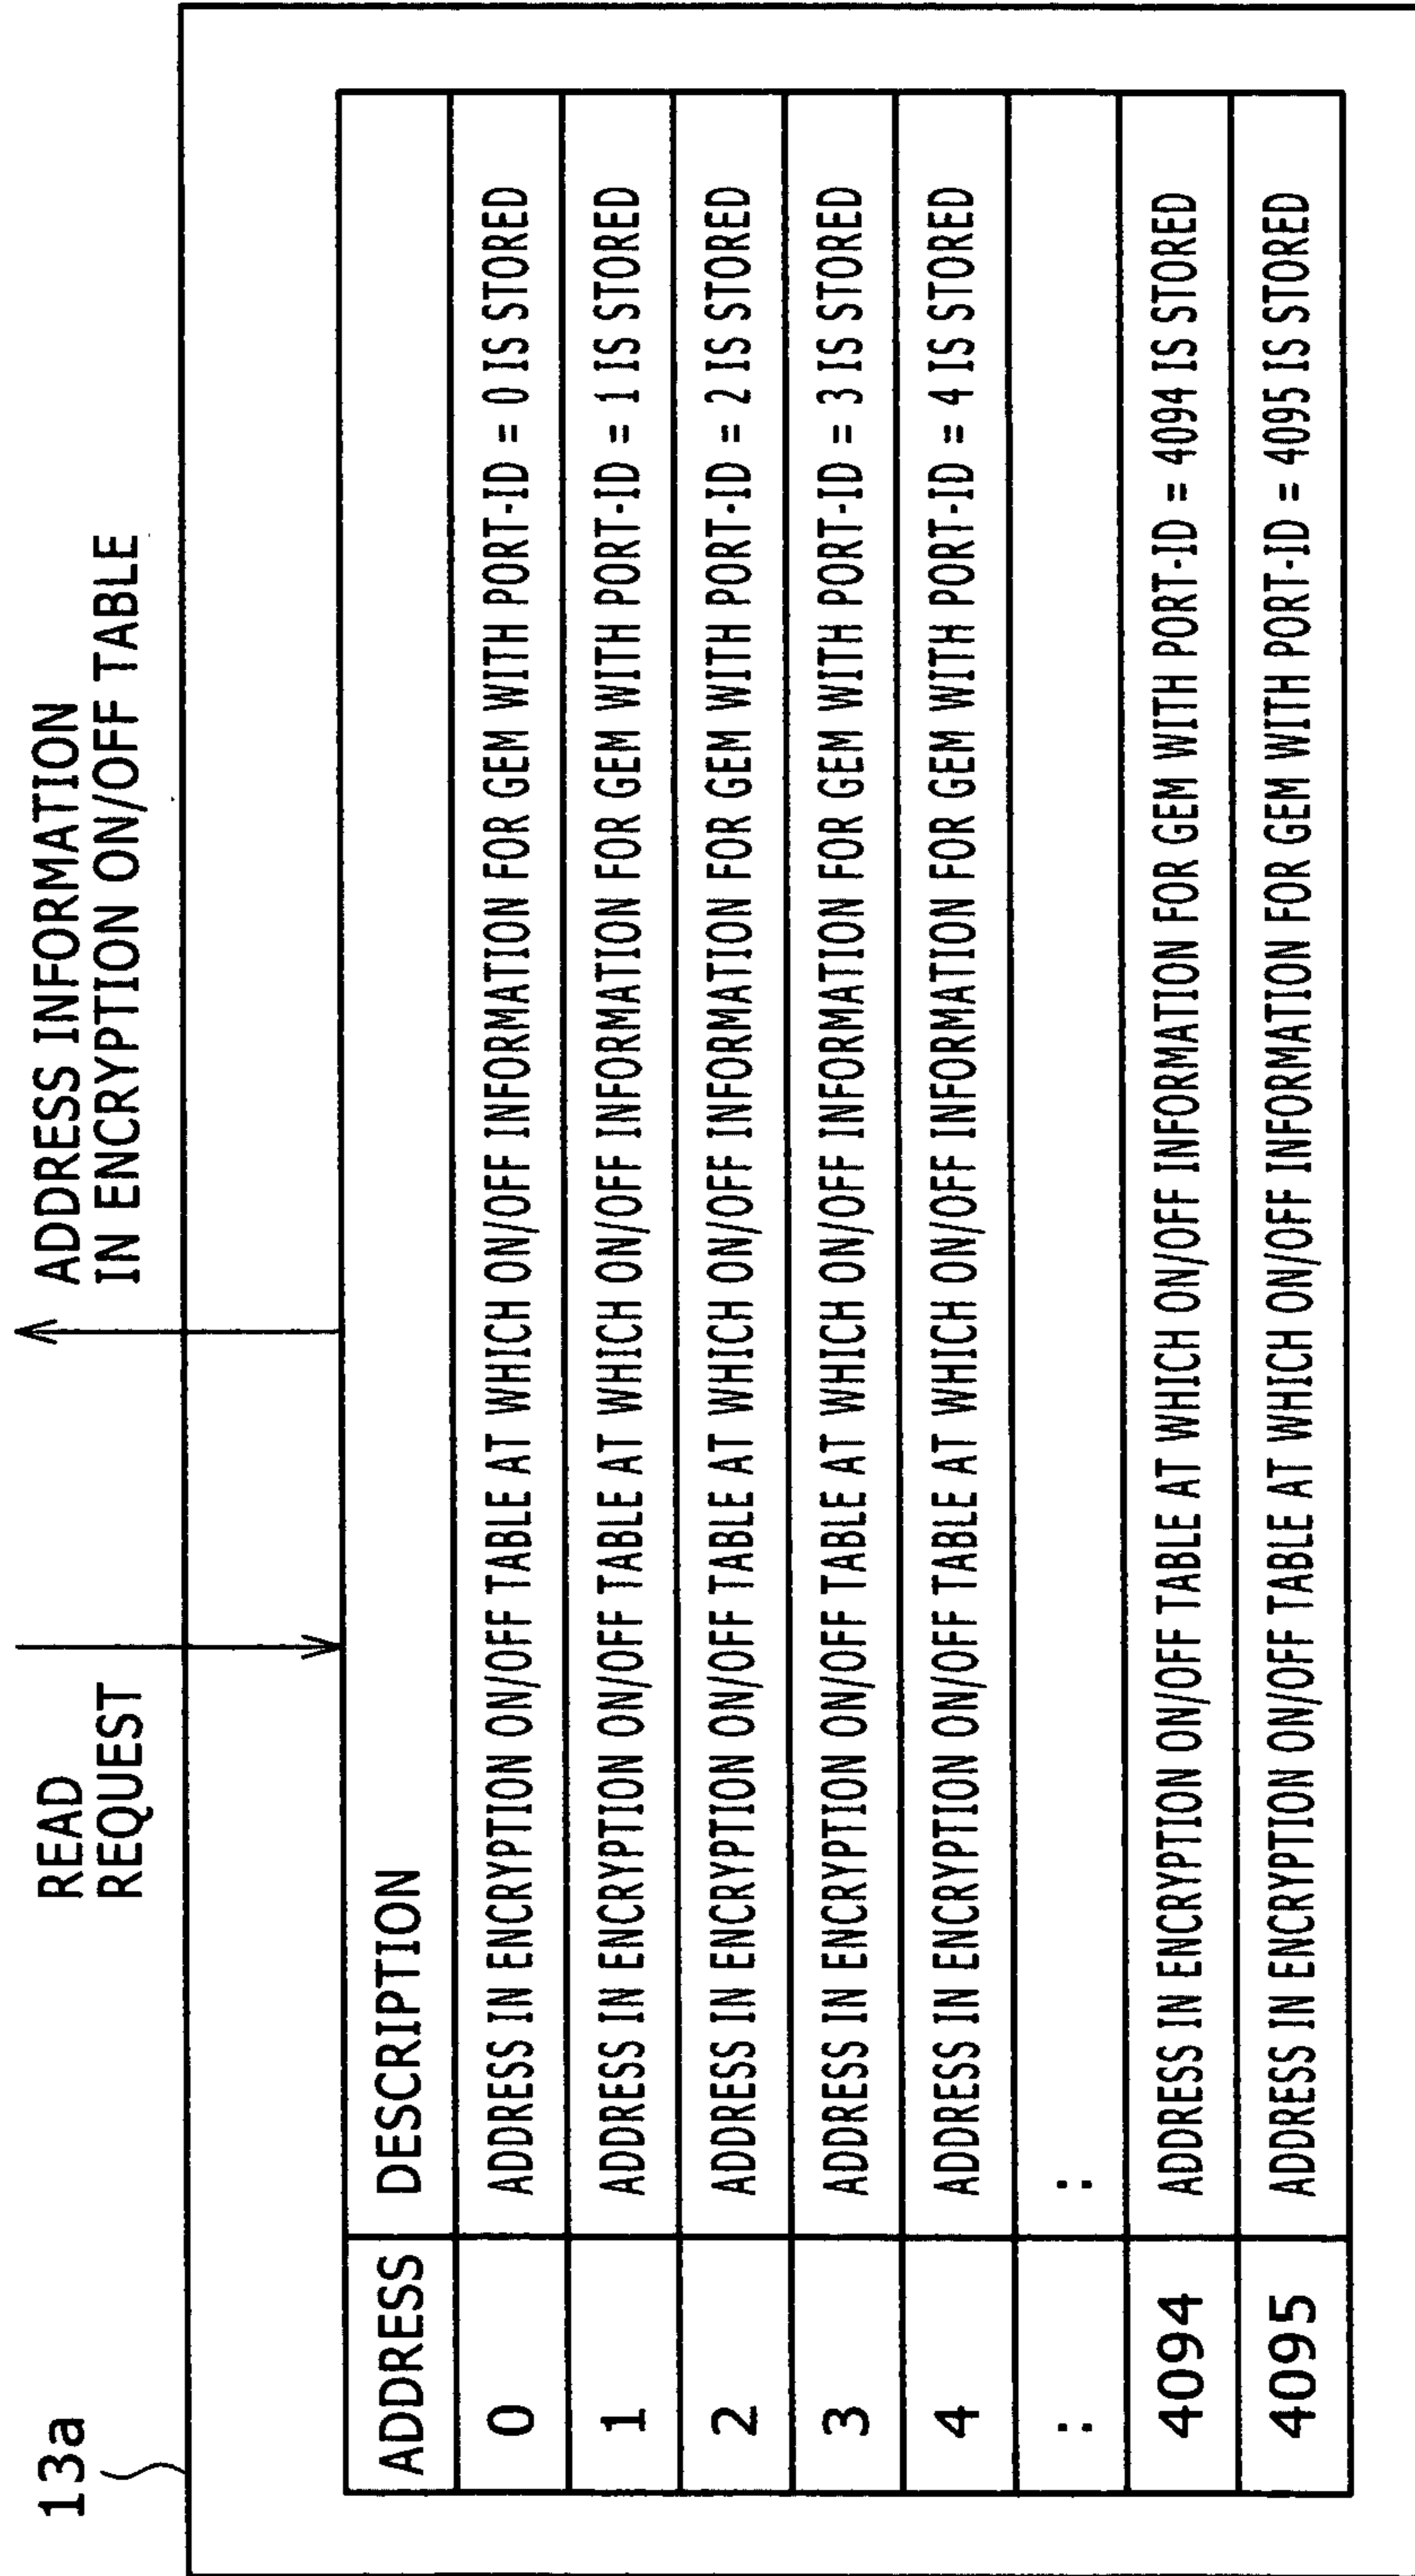 13a
READ
REQUEST
ADDRESS INFORMATION
IN ENCRYPTION ON/OFF TABLE
ADDRESS DESCRIPTION
0 ADDRESS IN ENCRYPTION ON/OFF TABLE AT WHICH ON/OFF INFORMATION FOR GEM WITH PORT-ID = 0 IS STORED
1 ADDRESS IN ENCRYPTION ON/OFF TABLE AT WHICH ON/OFF INFORMATION FOR GEM WITH PORT-ID = 1 IS STORED
2 ADDRESS IN ENCRYPTION ON/OFF TABLE AT WHICH ON/OFF INFORMATION FOR GEM WITH PORT-ID = 2 IS STORED
3 ADDRESS IN ENCRYPTION ON/OFF TABLE AT WHICH ON/OFF INFORMATION FOR GEM WITH PORT-ID = 3 IS STORED
4 ADDRESS IN ENCRYPTION ON/OFF TABLE AT WHICH ON/OFF INFORMATION FOR GEM WITH PORT-ID = 4 IS STORED
: :
4094 ADDRESS IN ENCRYPTION ON/OFF TABLE AT WHICH ON/OFF INFORMATION FOR GEM WITH PORT-ID = 4094 IS STORED
4095 ADDRESS IN ENCRYPTION ON/OFF TABLE AT WHICH ON/OFF INFORMATION FOR GEM WITH PORT-ID = 4095 IS STORED